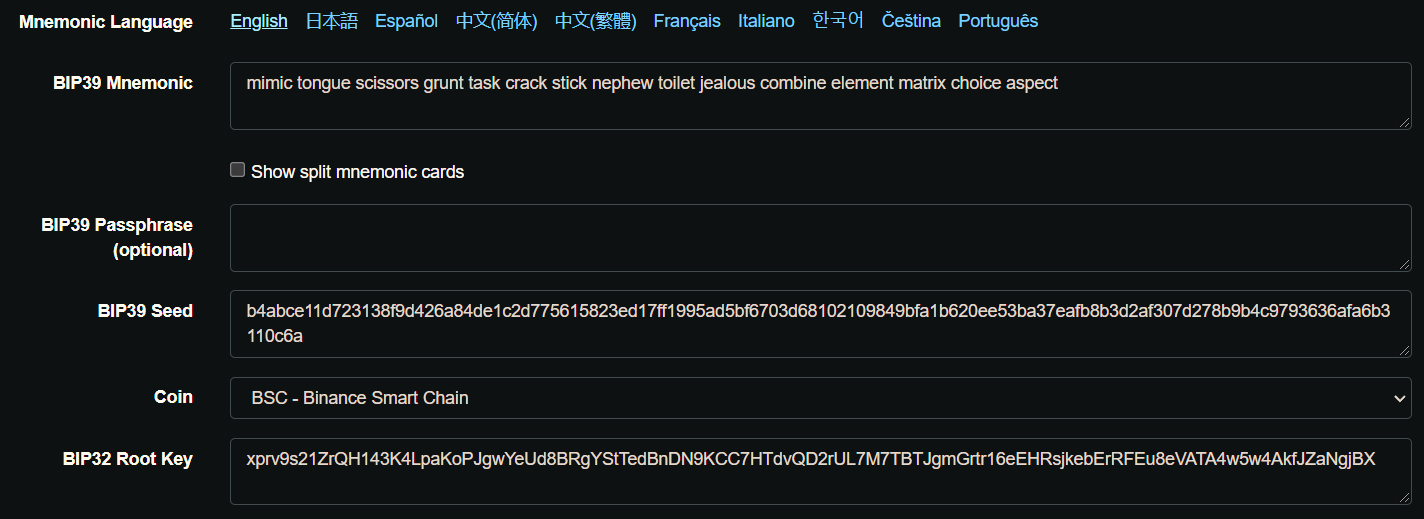 Mnemonic Language English 日本語 Español 中文(简体) 中文(繁體) Français Italiano 한국어 Čeština Português
BIP39 Mnemonic mimic tongue scissors grunt task crack stick nephew toilet jealous combine element matrix choice aspect
Show split mnemonic cards
BIP39 Passphrase
(optional)
BIP39 Seed b4abce11d723138f9d426a84de1c2d775615823ed17ff1995ad5bf6703d68102109849bfa1b620ee53ba37eafb8b3d2af307d278b9b4c9793636afa6b3
110c6a
Coin BSC - Binance Smart Chain
BIP32 Root Key xprv9s21ZrQH143K4LpaKoPJgwYeUd8BRgYStTedBnDN9KCC7HTdvQD2rUL7M7TBTJgmGrtr16eEHRsjkebErRFEu8eVATA4w5w4AkfJZaNgjBX